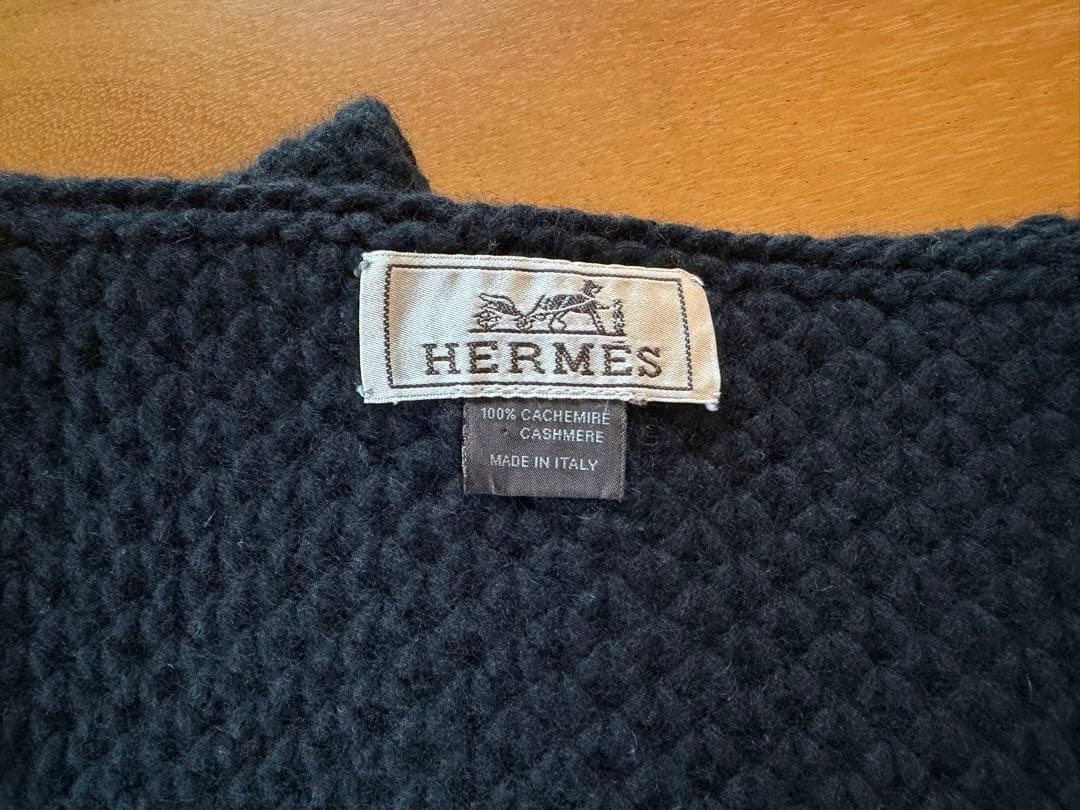 HERMÈS
100% CACHEMIRE
CASHMERE
MADE IN ITALY